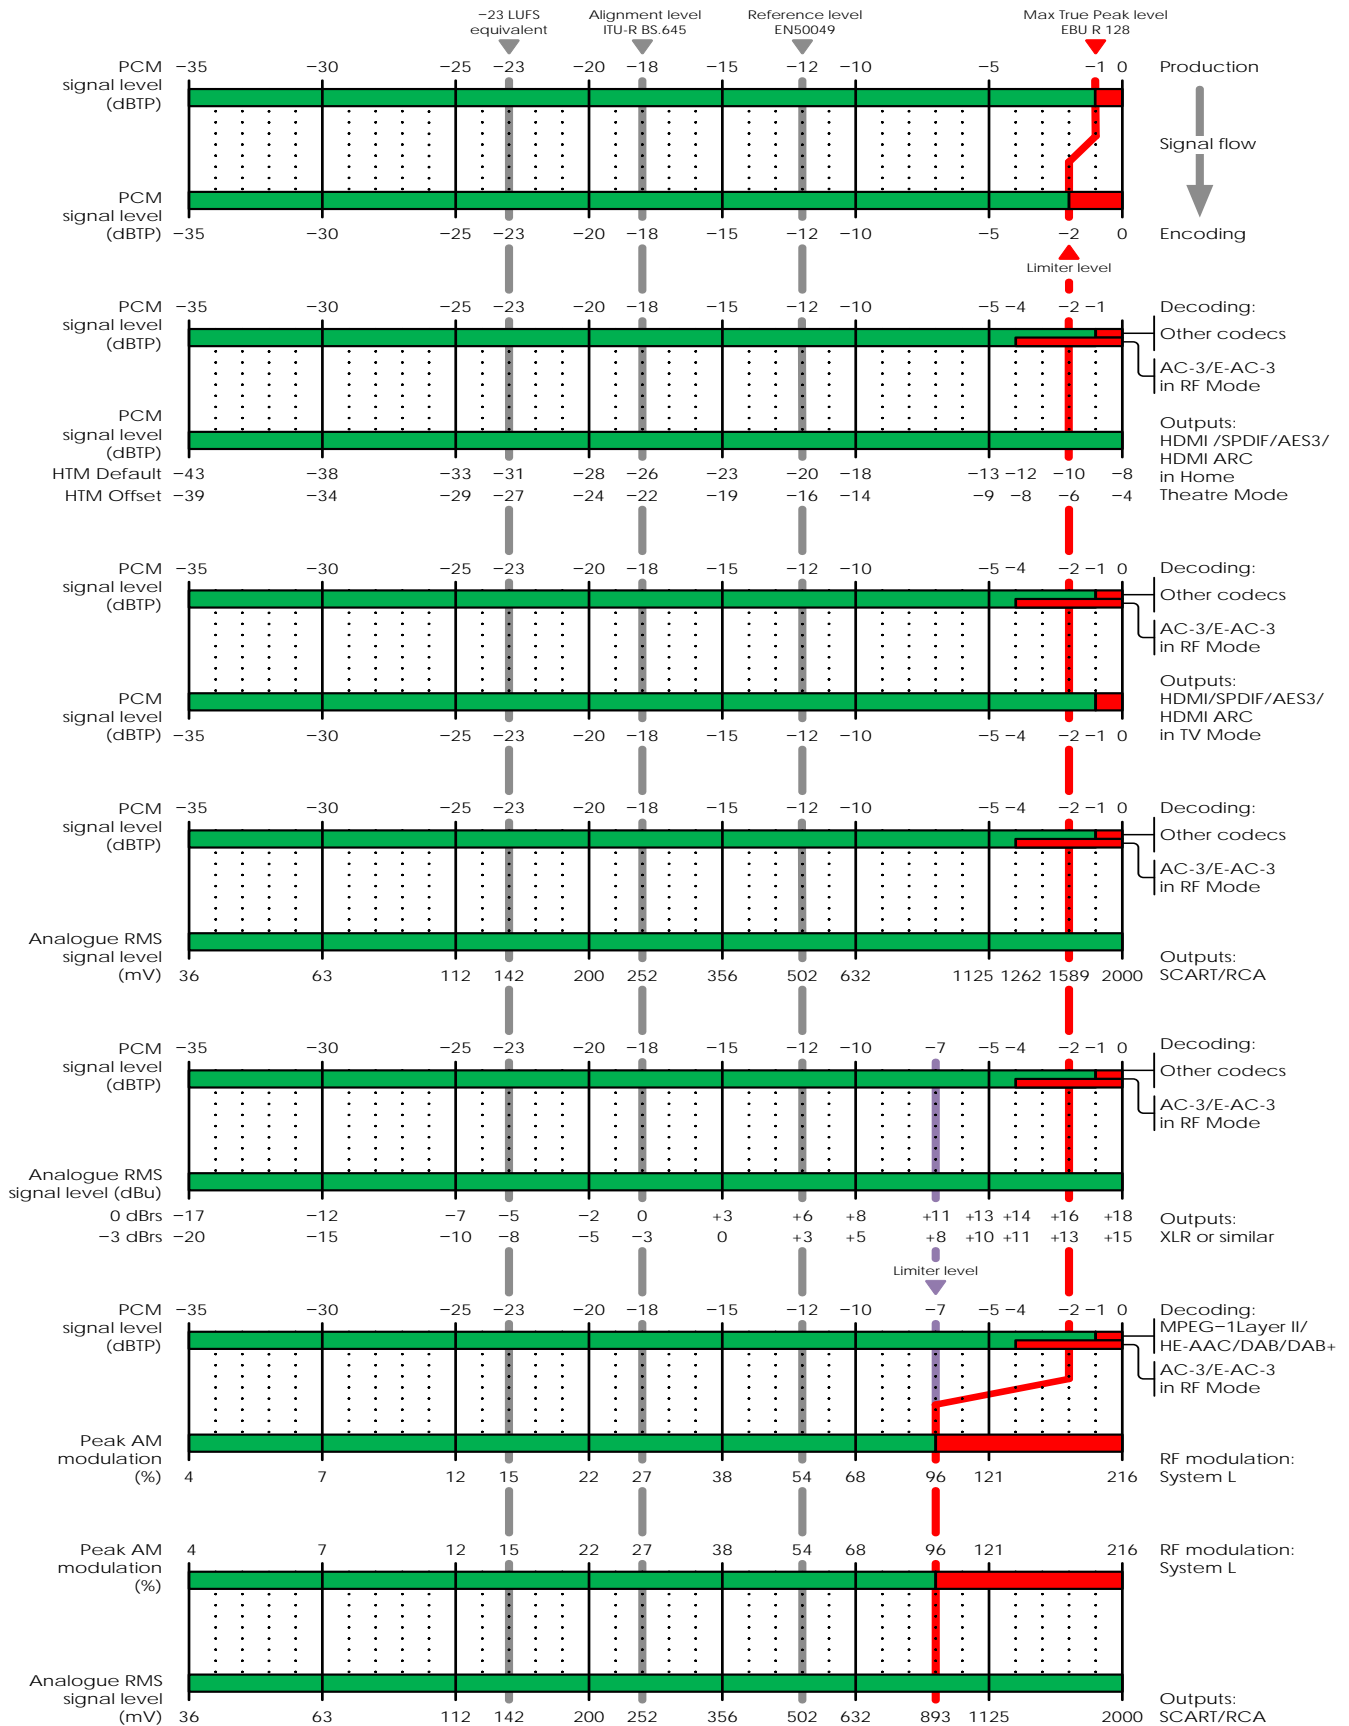 −23 LUFS
equivalent
Alignment level
ITU-R BS.645
Reference level
EN50049
Max True Peak level
EBU R 128
PCM −35 −30 −25 −23 −20 −18 −15 −12 −10 −5 −1 0 Production
signal level
(dBTP)
Signal flow
PCM
signal level
(dBTP) −35 −30 −25 −23 −20 −18 −15 −12 −10 −5 −2 0 Encoding
Limiter level
PCM −35 −30 −25 −23 −20 −18 −15 −12 −10 −5 −4 −2 −1 0 Decoding:
signal level
(dBTP)
Other codecs
AC-3/E-AC-3
in RF Mode
PCM
signal level
(dBTP)
Outputs:
HDMI /SPDIF/AES3/
HDMI ARC
in Home
Theatre Mode
HTM Default −43 −38 −33 −31 −28 −26 −23 −20 −18 −13 −12 −10 −8
HTM Offset −39 −34 −29 −27 −24 −22 −19 −16 −14 −9 −8 −6 −4
PCM −35 −30 −25 −23 −20 −18 −15 −12 −10 −5 −4 −2 −1 0 Decoding:
signal level
(dBTP)
Other codecs
AC-3/E-AC-3
in RF Mode
Outputs:
HDMI/SPDIF/AES3/
HDMI ARC
in TV Mode
PCM
signal level
(dBTP) −35 −30 −25 −23 −20 −18 −15 −12 −10 −5 −4 −2 −1 0
PCM −35 −30 −25 −23 −20 −18 −15 −12 −10 −5 −4 −2 −1 0 Decoding:
signal level
(dBTP)
Other codecs
AC-3/E-AC-3
in RF Mode
Analogue RMS
signal level
(mV) 36 63 112 142 200 252 356 502 632 1125 1262 1589 2000
Outputs:
SCART/RCA
PCM −35 −30 −25 −23 −20 −18 −15 −12 −10 −7 −5 −4 −2 −1 0 Decoding:
signal level
(dBTP)
Other codecs
AC-3/E-AC-3
in RF Mode
Analogue RMS
signal level (dBu)
0 dBrs −17 −12 −7 −5 −2 0 +3 +6 +8 +11 +13 +14 +16 +18 Outputs:
−3 dBrs −20 −15 −10 −8 −5 −3 0 +3 +5 +8 +10 +11 +13 +15 XLR or similar
Limiter level
PCM −35 −30 −25 −23 −20 −18 −15 −12 −10 −7 −5 −4 −2 −1 0 Decoding:
signal level
(dBTP)
MPEG−1Layer II/
HE-AAC/DAB/DAB+
AC-3/E-AC-3
in RF Mode
Peak AM
modulation
(%) 4 7 12 15 22 27 38 54 68 96 121 216
RF modulation:
System L
Peak AM 4 7 12 15 22 27 38 54 68 96 121 216 RF modulation:
modulation
(%)
System L
Analogue RMS
signal level
(mV) 36 63 112 142 200 252 356 502 632 893 1125 2000
Outputs:
SCART/RCA